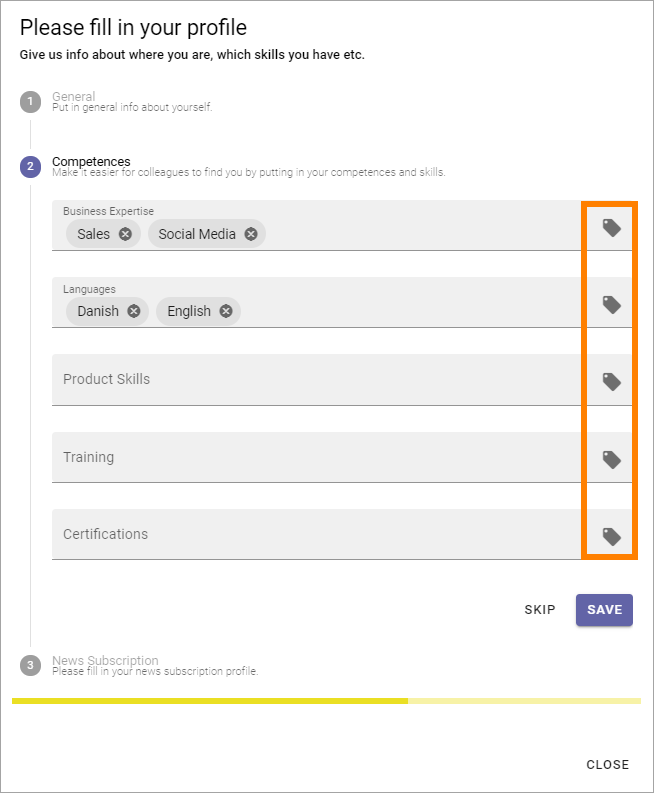 Please fill in your profile
Give us info about where you are, which skills you have etc.
1
General
Put in general info about yourself.
2
Competences
Make it easier for colleagues to find you by putting in your competences and skills.
Business Expertise
Sales Social Media
Languages
Danish English
Product Skills
Training
Certifications
SKIP SAVE
3
News Subscription
Please fill in your news subscription profile.
CLOSE